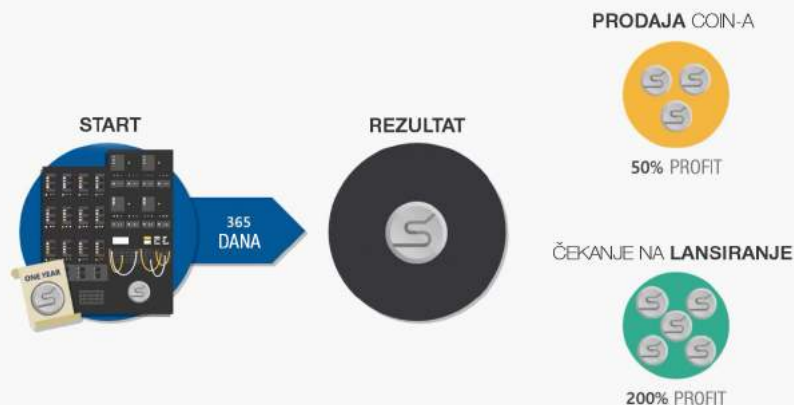 START
ONE YEAR
365
DANA
REZULTAT
PRODAJA COIN-A
50% PROFIT
ČEKANJE NA LANSIRANJE
200% PROFIT